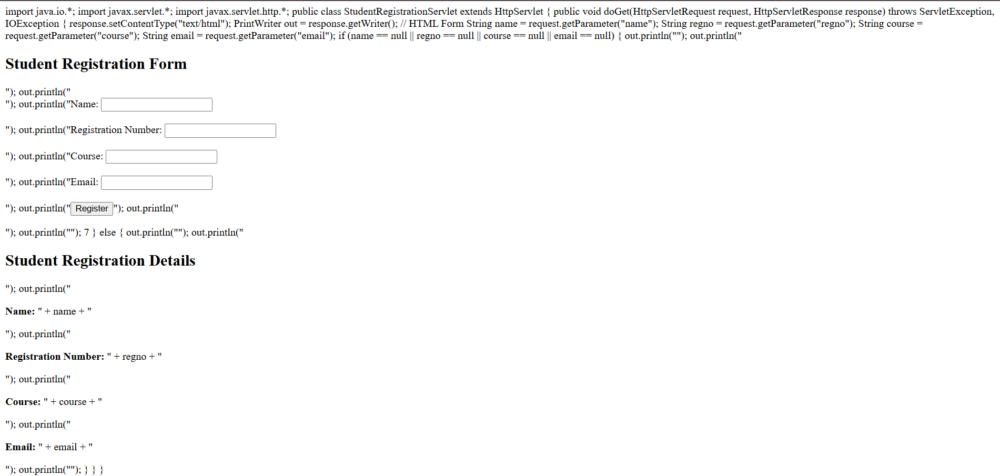 import java.io.*; import javax.servlet.*; import javax.servlet.http.*; public class StudentRegistrationServlet extends HttpServlet { public void doGet(HttpServletRequest request, HttpServletResponse response) throws ServletException,
IOException { response.setContentType("text/html"); PrintWriter out = response.getWriter(); // HTML Form String name = request.getParameter("name"); String regno = request.getParameter("regno"); String course =
request.getParameter("course"); String email = request.getParameter("email"); if (name == null || regno == null || course == null || email == null) { out.println(""); out.println("
Student Registration Form
"); out.println("
"); out.println("Name:
"); out.println("Registration Number:
"); out.println("Course:
"); out.println("Email:
"); out.println("Register"); out.println("
"); out.println(""); 7 } else { out.println(""); out.println("
Student Registration Details
"); out.println("
Name: " + name + "
"); out.println("
Registration Number: " + regno + "
"); out.println("
Course: " + course + "
"); out.println("
Email: " + email + "
"); out.println(""); } } }